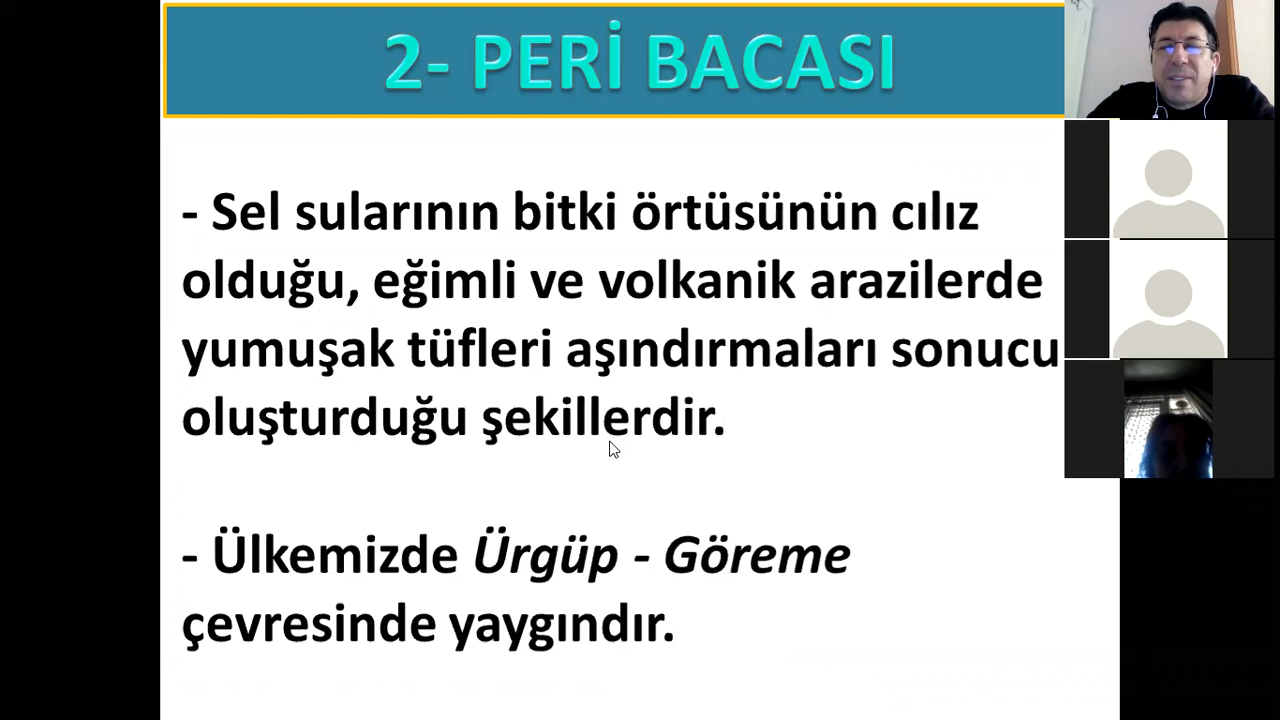 2- PERİ BACASI
- Sel sularının bitki örtüsünün cılız
olduğu, eğimli ve volkanik arazilerde
yumuşak tüfleri aşındırmaları sonucu
oluşturduğu şekillerdir.
- Ülkemizde Ürgüp - Göreme
çevresinde yaygındır.